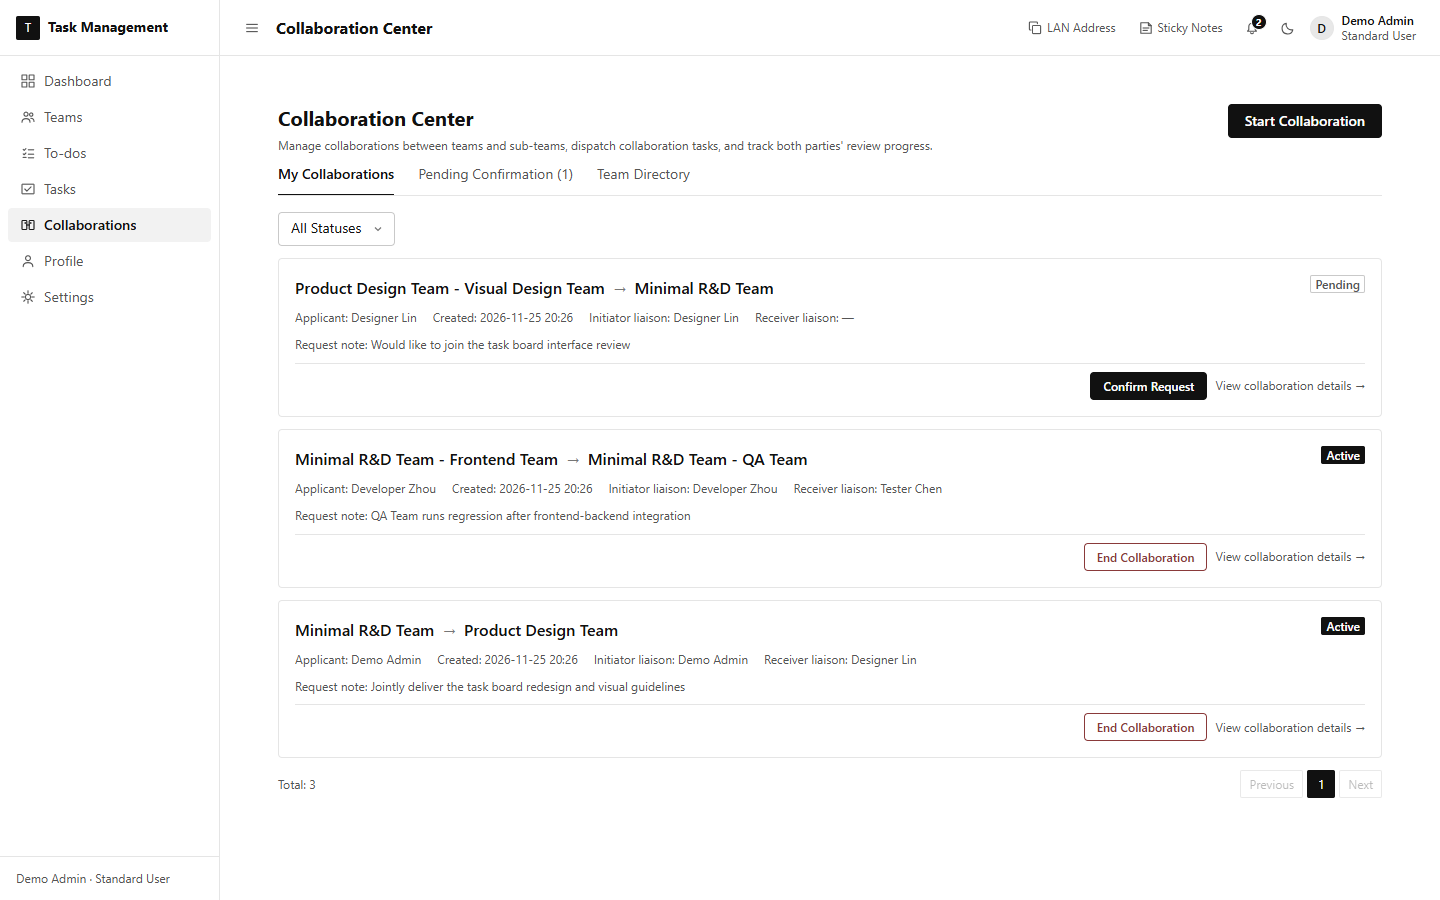 T Task Management
Collaboration Center
LAN Address
Sticky Notes
2
D
Demo Admin
Standard User
Dashboard
Teams
To-dos
Tasks
Collaborations
Profile
Settings
Demo Admin · Standard User
Collaboration Center
Start Collaboration
Manage collaborations between teams and sub-teams, dispatch collaboration tasks, and track both parties' review progress.
My Collaborations Pending Confirmation (1) Team Directory
All Statuses
Product Design Team - Visual Design Team → Minimal R&D Team
Pending
Applicant: Designer Lin Created: 2026-11-25 20:26 Initiator liaison: Designer Lin Receiver liaison: —
Request note: Would like to join the task board interface review
Confirm Request View collaboration details →
Minimal R&D Team - Frontend Team → Minimal R&D Team - QA Team
Active
Applicant: Developer Zhou Created: 2026-11-25 20:26 Initiator liaison: Developer Zhou Receiver liaison: Tester Chen
Request note: QA Team runs regression after frontend-backend integration
End Collaboration View collaboration details →
Minimal R&D Team → Product Design Team
Active
Applicant: Demo Admin Created: 2026-11-25 20:26 Initiator liaison: Demo Admin Receiver liaison: Designer Lin
Request note: Jointly deliver the task board redesign and visual guidelines
End Collaboration View collaboration details →
Total: 3
Previous 1 Next